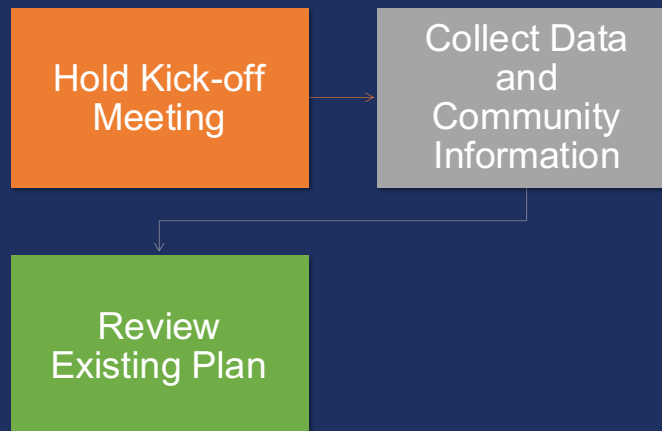 Hold Kick-off
Meeting
Collect Data
and
Community
Information
Review
Existing Plan